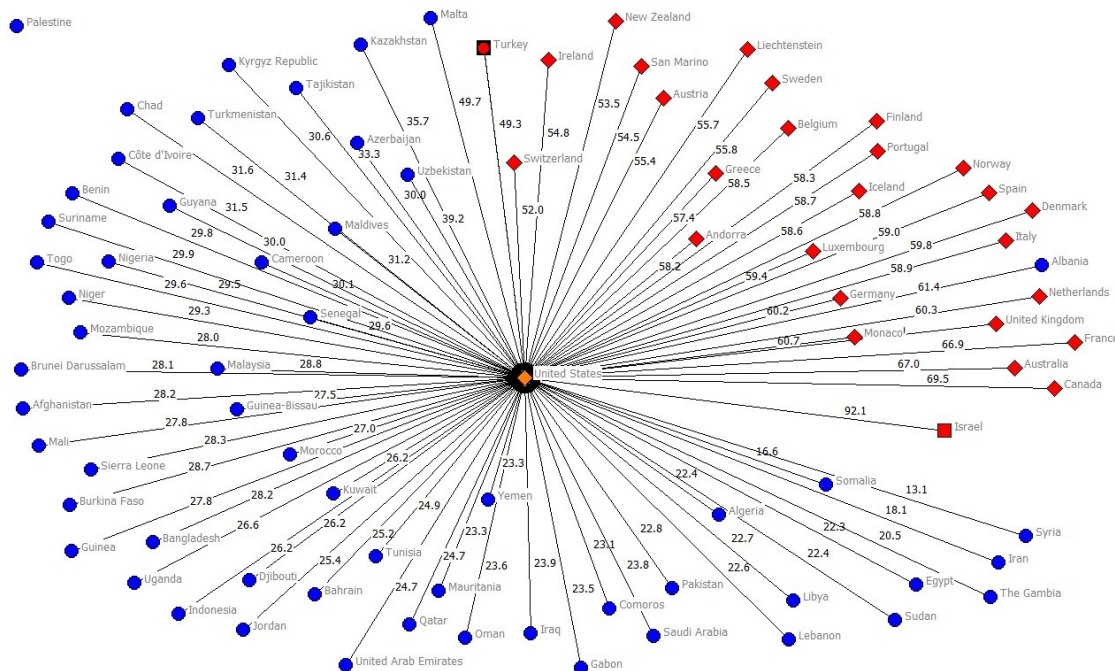 Palestine
Malta
Kazakhstan
Turkey
New Zealand
Ireland
Liechtenstein
San Marino
Kyrgyz Republic
Tajikistan
Sweden
Austria
Chad
Turkmenistan
49.7
53.5
35.7
49.3
54.8
54.5
55.7
Belgium
Finland
30.6
Azerbaijan
33.3
Switzerland
55.4
55.8
Portugal
Côte d'Ivoire
31.6
31.4
Uzbekistan
Greece
58.3
Norway
30.0
58.5
Benin
Guyana
39.2
52.0
58.7
Iceland
Spain
31.5
57.4
58.8
Denmark
Suriname
29.8
Maldives
58.6
59.0
30.0
Andorra
59.8
Italy
29.9
31.2
Luxembourg
Togo
Nigeria
Cameroon
58.2
58.9
Albania
29.6
29.5
30.1
59.4
61.4
Niger
29.3
Germany
Netherlands
Senegal
29.6
60.2
60.3
Mozambique
28.0
United Kingdom
Monaco
60.7
66.9
France
Brunei Darussalam
28.1
Malaysia
28.8
67.0
Australia
United States
69.5
Canada
Afghanistan
28.2
27.5
Guinea-Bissau
92.1
Israel
Mali
27.8
27.0
28.3
Morocco
16.6
Sierra Leone
28.7
26.2
23.3
22.4
Somalia
13.1
Burkina Faso
27.8
28.2
Kuwait
24.9
Yemen
Algeria
18.1
26.6
26.2
23.3
22.8
22.3
Syria
Guinea
Bangladesh
25.2
22.7
20.5
26.2
Tunisia
24.7
23.1
22.4
Iran
25.4
23.6
23.9
23.8
22.6
Uganda
Djibouti
24.7
23.5
Pakistan
Egypt
Bahrain
Mauritania
The Gambia
Indonesia
Comoros
Libya
Jordan
Qatar
Sudan
Oman
Iraq
Saudi Arabia
Lebanon
United Arab Emirates
Gabon